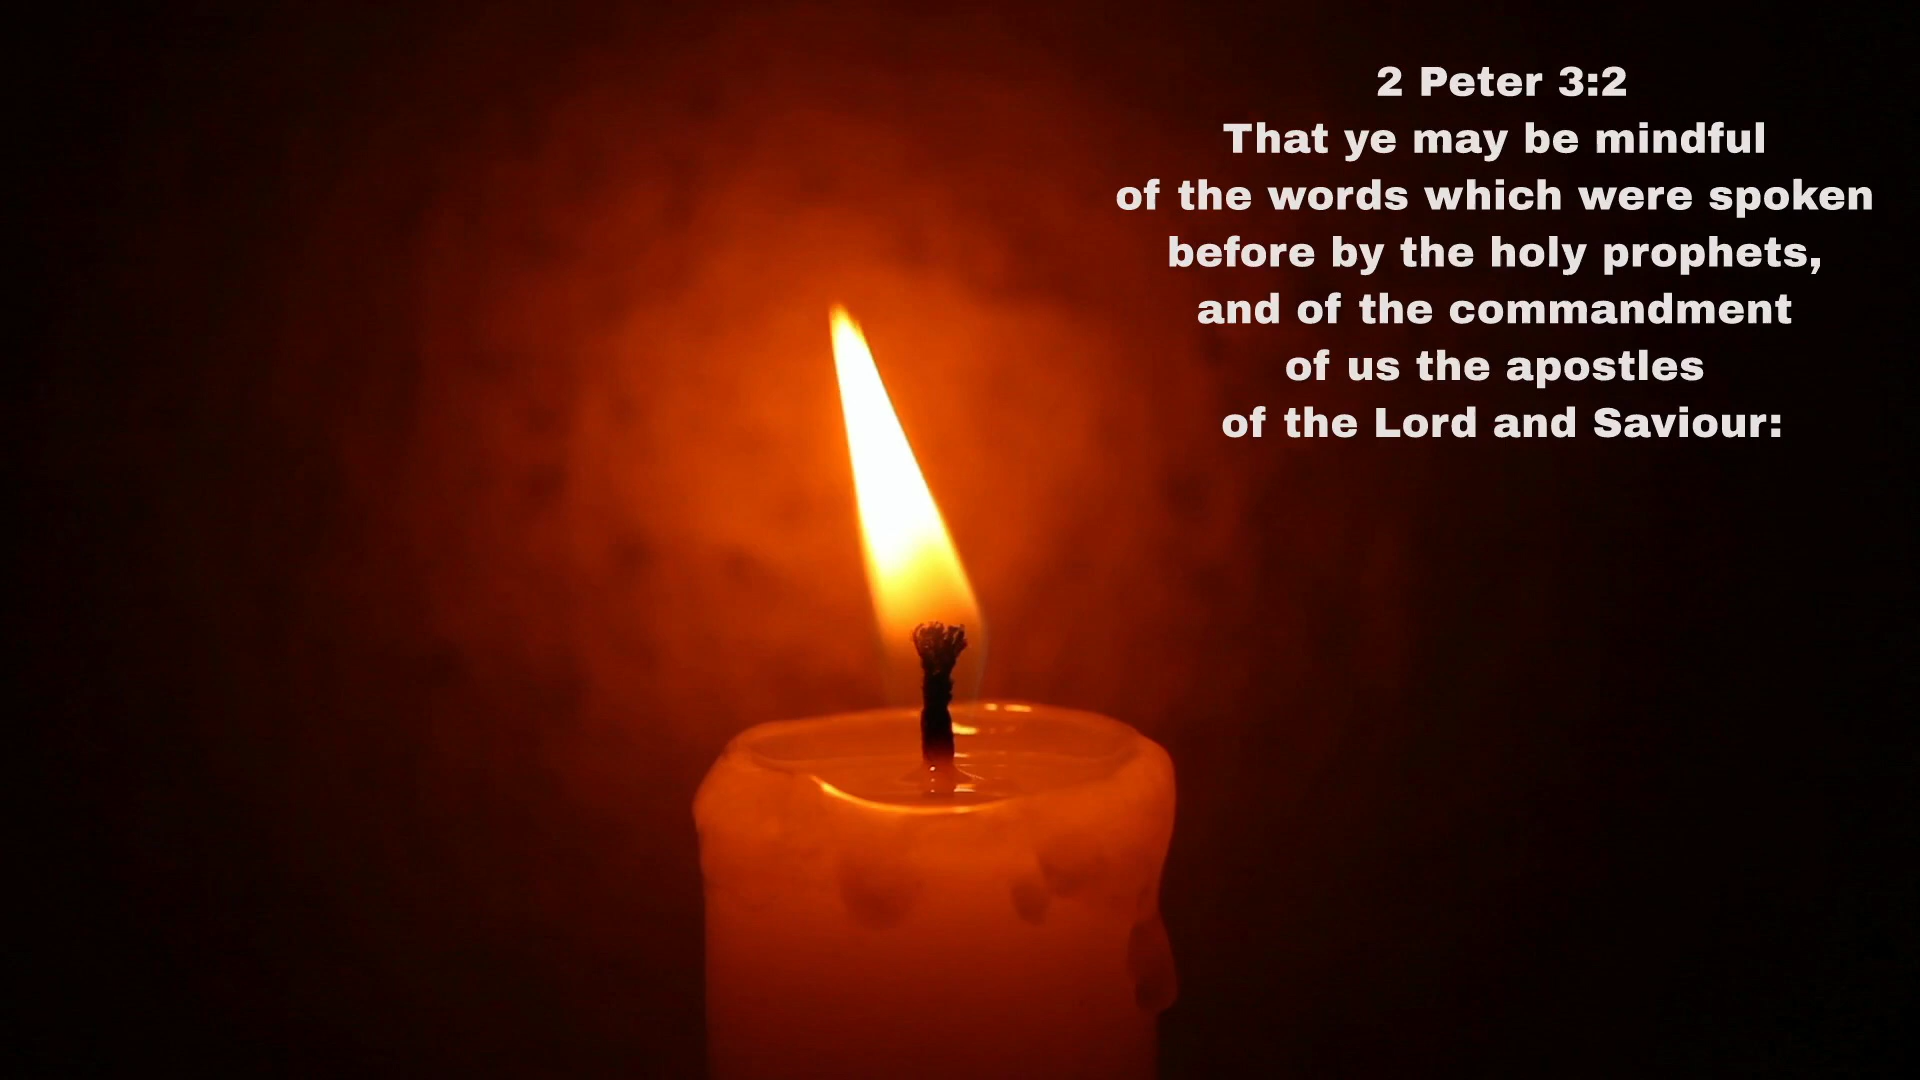 2 Peter 3:2
That ye may be mindful
of the words which were spoken
before by the holy prophets,
and of the commandment
of us the apostles
of the Lord and Saviour: